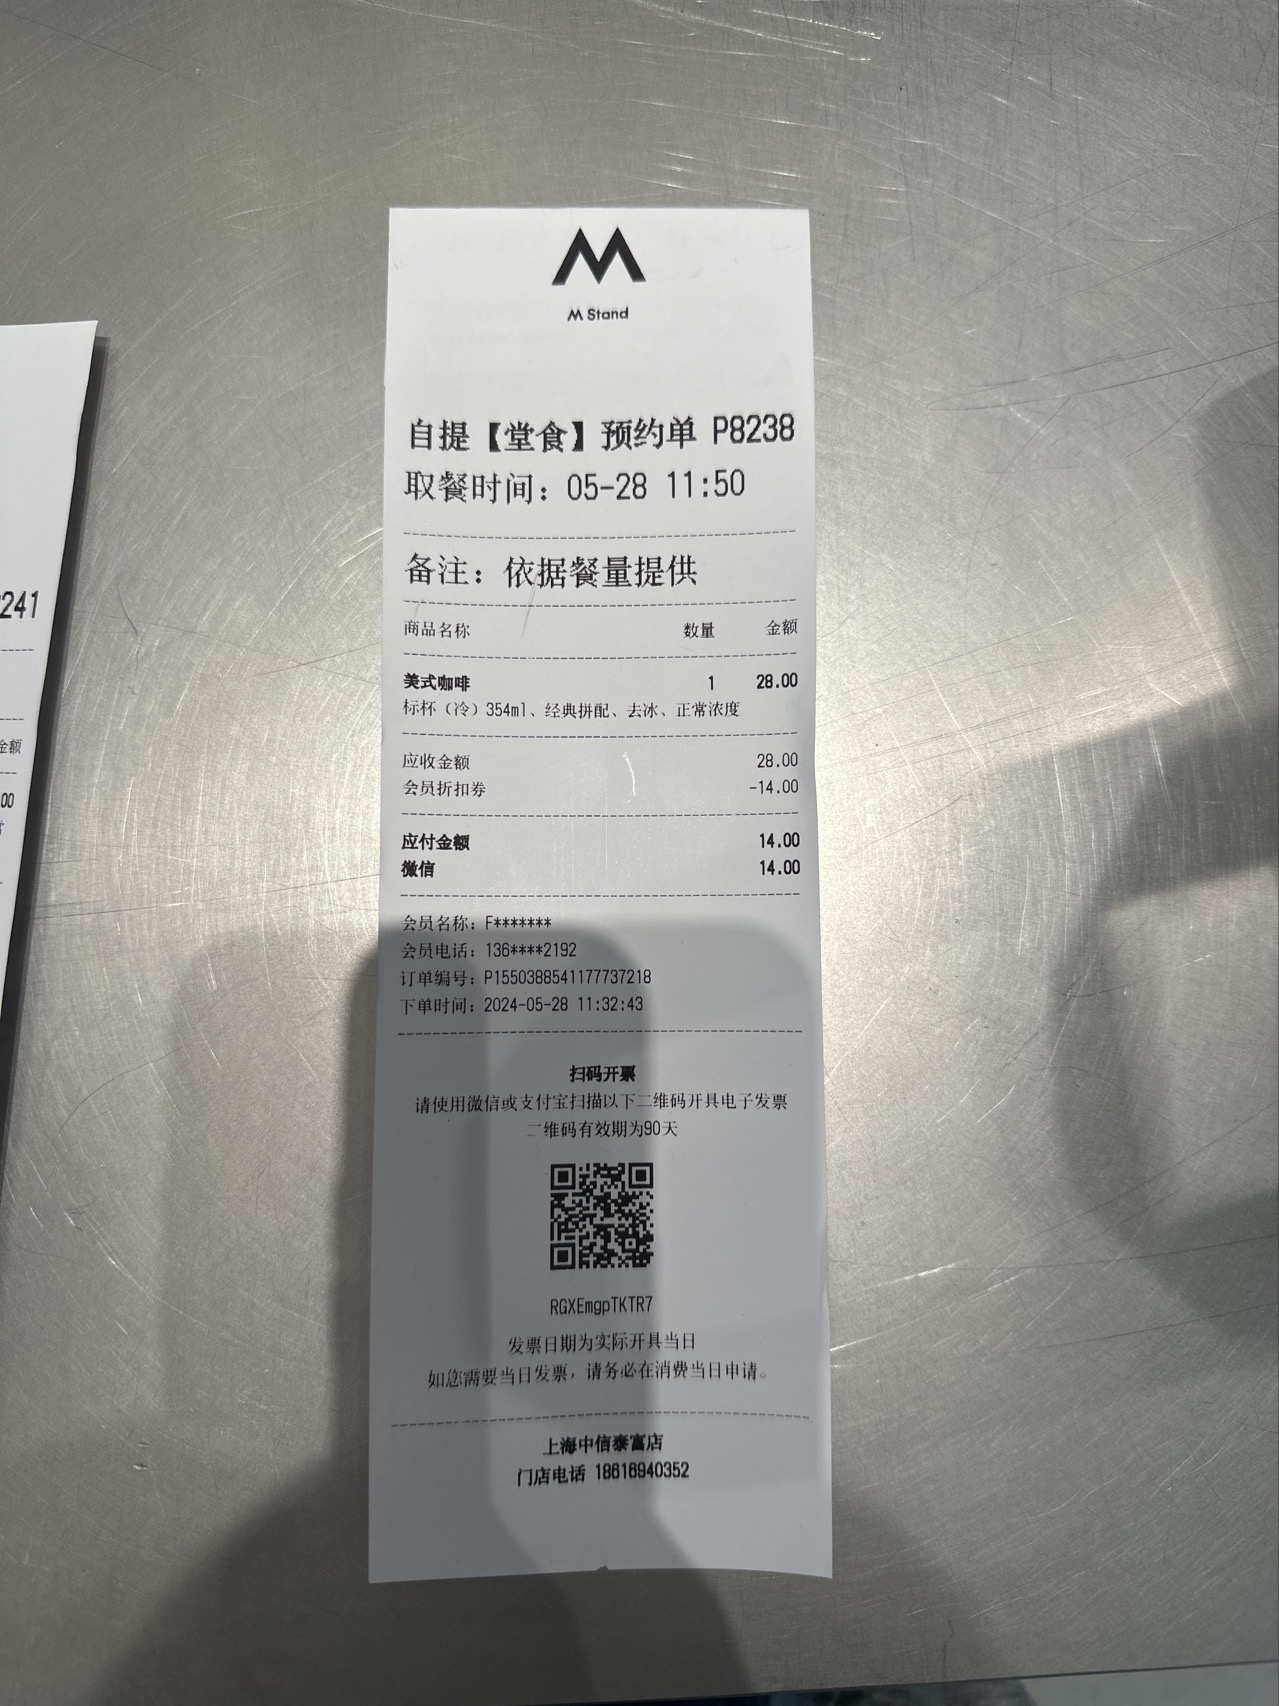 M Stand
自提【堂食】预约单 P8238
取餐时间：05-28 11:50
备注：依据餐量提供
商品名称 数量 金额
美式咖啡 1 28.00
标杯（冷）354ml、经典拼配、去冰、正常浓度
应收金额 28.00
会员折扣券 -14.00
应付金额 14.00
微信 14.00
会员名称：F*******
会员电话：136****2192
订单编号：P1550388541177737218
下单时间：2024-05-28 11:32:43
扫码开票
请使用微信或支付宝扫描以下二维码开具电子发票
二维码有效期为90天
RGXEmgpTKTR7
发票日期为实际开具当日
如您需要当日发票，请务必在消费当日申请。
上海中信泰富店
门店电话 18616940352
241
金额
00